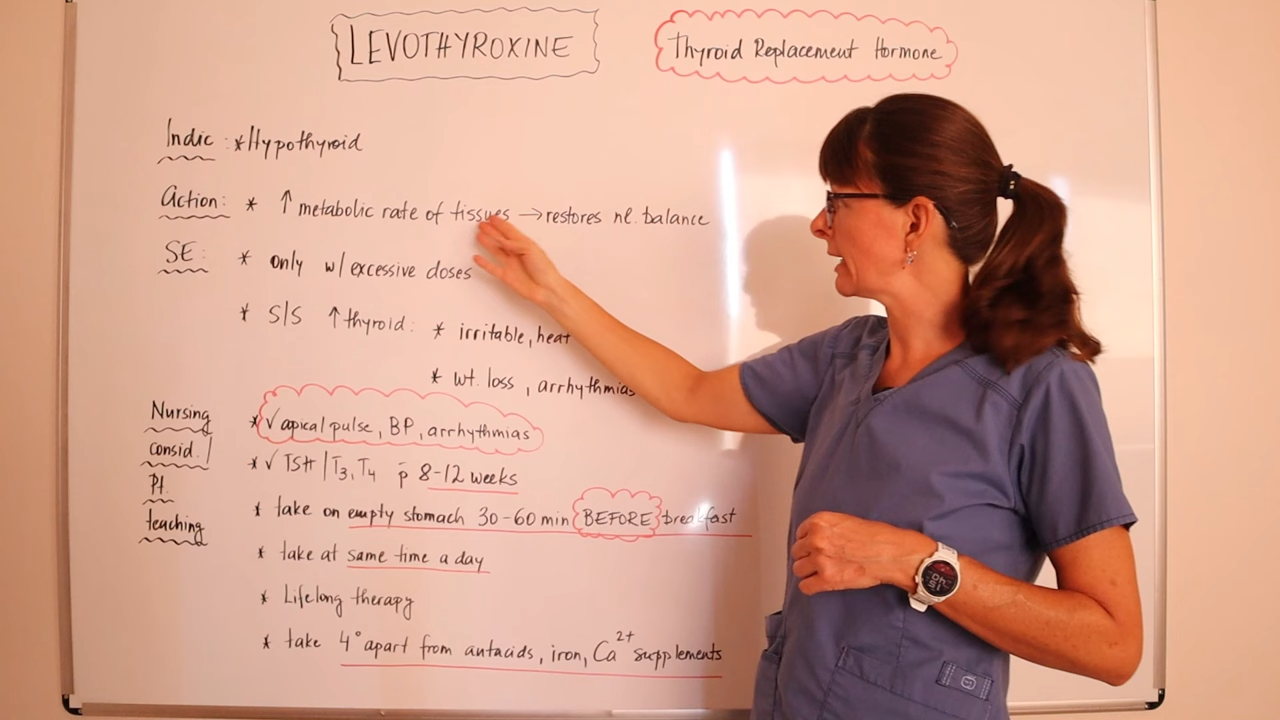 LEVOTHYROXINE
Thyroid Replacement Hormone
Indic : * Hypothyroid
Action: * ↑ metabolic rate of tissues → restores nl. balance
SE: * only w/ excessive doses
* S/S ↑ thyroid: * irritable, heat
* wt. loss, arrhythmias
Nursing consid./ Pt. teaching
* √ apical pulse, BP, arrhythmias
* √ TSH / T3, T4 p̄ 8-12 weeks
* take on empty stomach 30-60 min BEFORE breakfast
* take at same time a day
* Lifelong therapy
* take 4° apart from antacids, iron, Ca²⁺ supplements